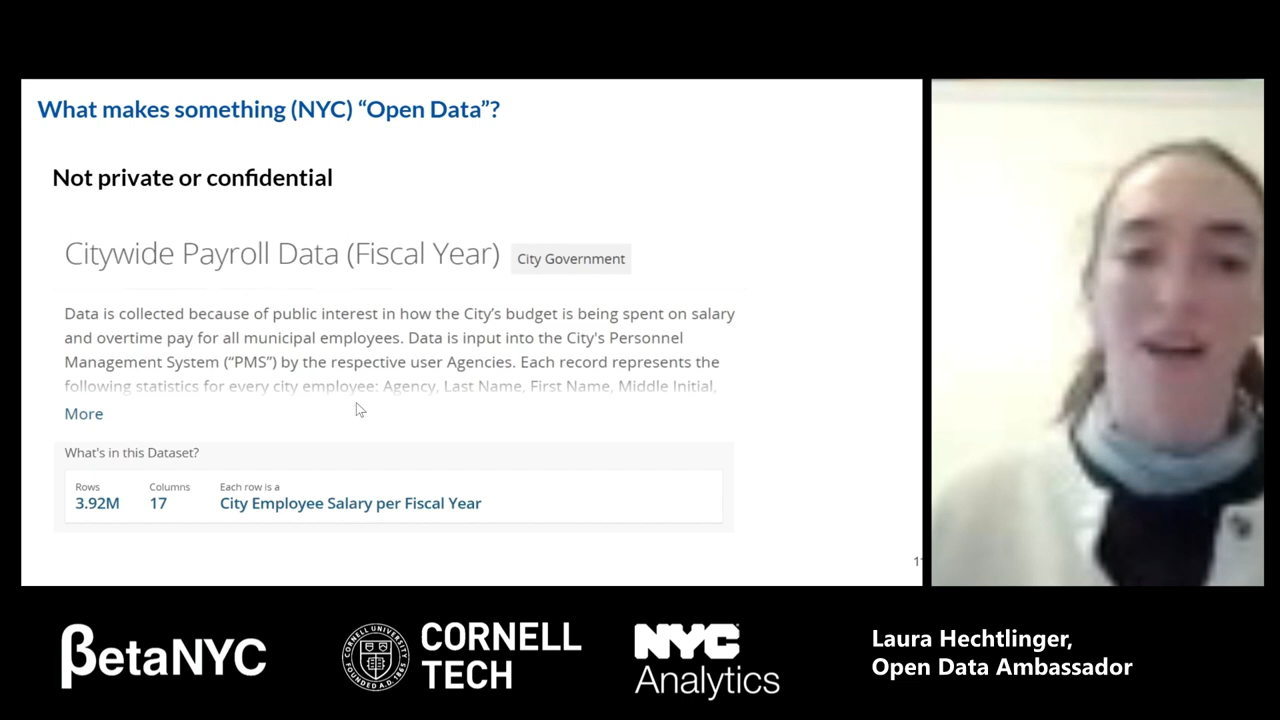 What makes something (NYC) “Open Data”?
Not private or confidential
Citywide Payroll Data (Fiscal Year)
City Government
Data is collected because of public interest in how the City’s budget is being spent on salary
and overtime pay for all municipal employees. Data is input into the City's Personnel
Management System (“PMS”) by the respective user Agencies. Each record represents the
following statistics for every city employee: Agency, Last Name, First Name, Middle Initial,
More
What's in this Dataset?
Rows
3.92M
Columns
17
Each row is a
City Employee Salary per Fiscal Year
11
βetaNYC
CORNELL UNIVERSITY
FOUNDED A.D. 1865
CORNELL
TECH
NYC
Analytics
Laura Hechtlinger,
Open Data Ambassador